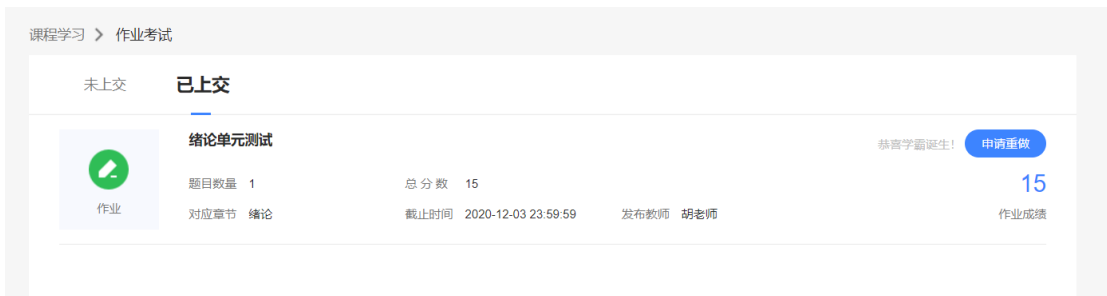 课程学习 > 作业考试
未上交 已上交
绪论单元测试
恭喜学霸诞生! 申请重做
题目数量 1 总分数 15
15
作业
对应章节 绪论 截止时间 2020-12-03 23:59:59 发布教师 胡老师
作业成绩